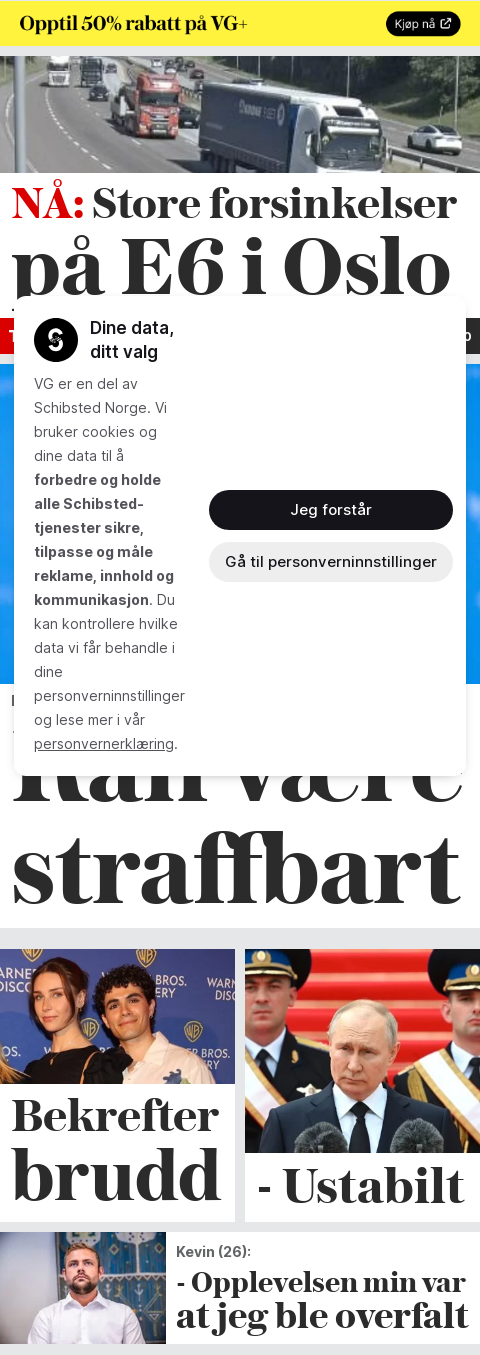 Opptil 50% rabatt på VG+
Kjøp nå
NÅ: Store forsinkelser
på E6 i Oslo
Dine data,
ditt valg
VG er en del av
Schibsted Norge. Vi
bruker cookies og
dine data til å
forbedre og holde
alle Schibsted-
tjenester sikre,
tilpasse og måle
reklame, innhold og
kommunikasjon. Du
kan kontrollere hvilke
data vi får behandle i
dine
personverninnstillinger
og lese mer i vår
personvernerklæring.
Jeg forstår
Gå til personverninnstillinger
Kan være
straffbart
Bekrefter
brudd
- Ustabilt
Kevin (26):
- Opplevelsen min var
at jeg ble overfalt